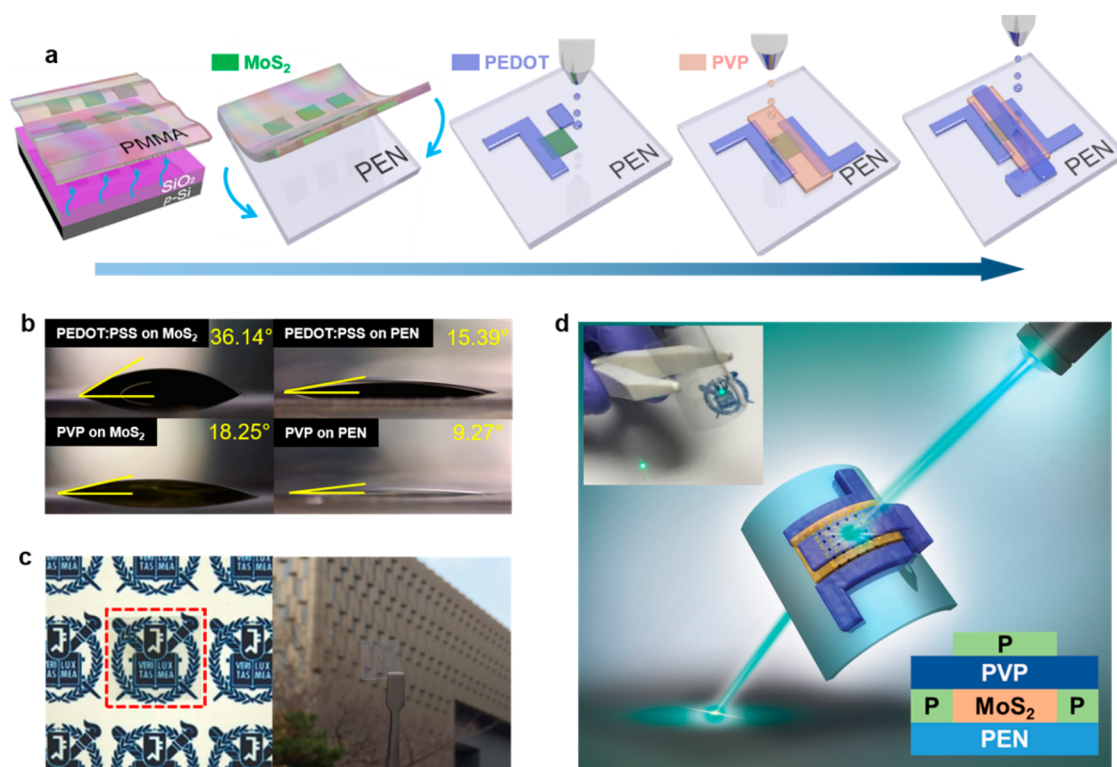 a
MoS₂
PEDOT
PVP
PMMA
SiO₂
p-Si
PEN
PEN
PEN
PEN
b
PEDOT:PSS on MoS₂ 36.14°
PEDOT:PSS on PEN 15.39°
PVP on MoS₂ 18.25°
PVP on PEN 9.27°
c
VERI LUX
TAS MEA
d
P
PVP
P MoS₂ P
PEN